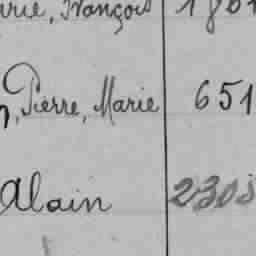 François
, Pierre, Marie 651
Alain 2305